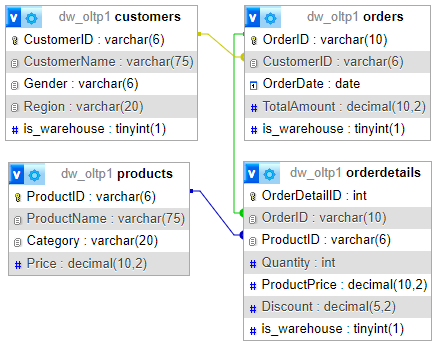 dw_oltp1 customers
CustomerID : varchar(6)
CustomerName : varchar(75)
Gender : varchar(6)
Region : varchar(20)
# is_warehouse : tinyint(1)
dw_oltp1 orders
OrderID : varchar(10)
CustomerID : varchar(6)
OrderDate : date
# TotalAmount : decimal(10,2)
# is_warehouse : tinyint(1)
dw_oltp1 products
ProductID : varchar(6)
ProductName : varchar(75)
Category : varchar(20)
# Price : decimal(10,2)
dw_oltp1 orderdetails
OrderDetailID : int
OrderID : varchar(10)
ProductID : varchar(6)
# Quantity : int
# ProductPrice : decimal(10,2)
# Discount : decimal(5,2)
# is_warehouse : tinyint(1)